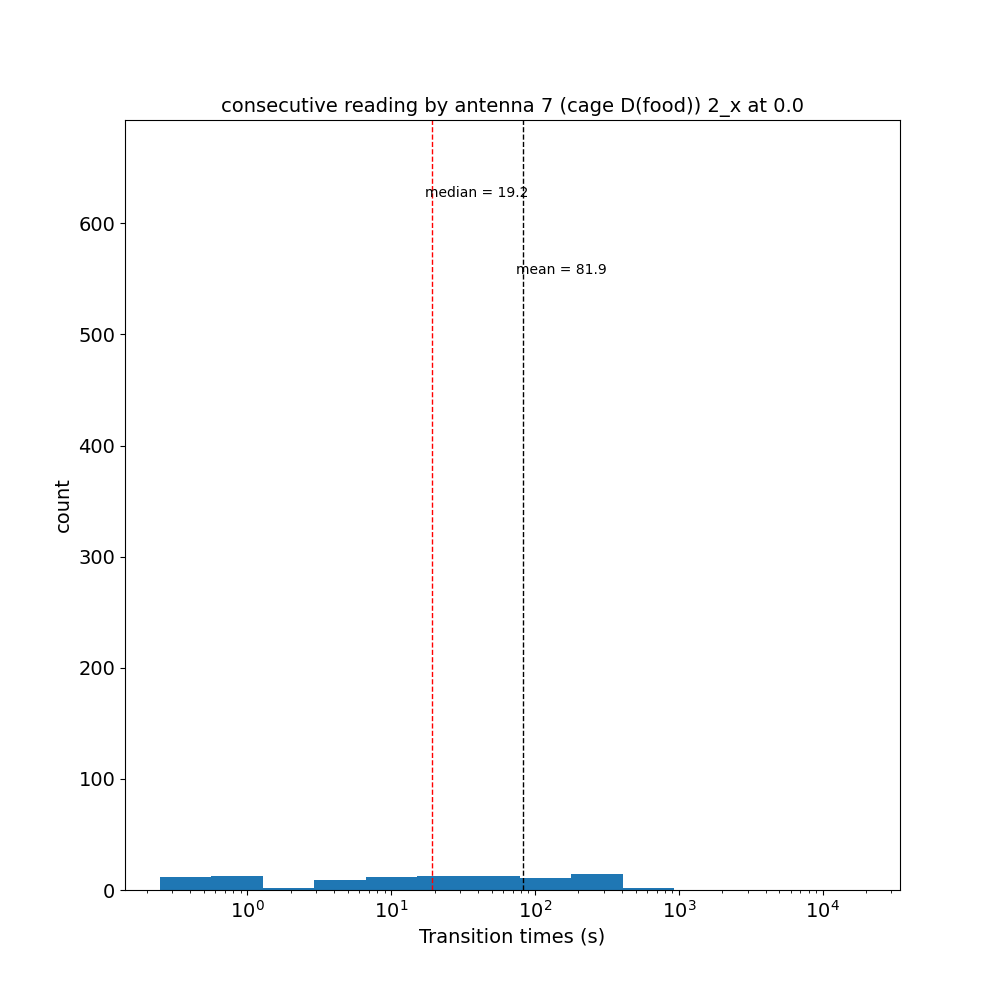 consecutive reading by antenna 7 (cage D(food)) 2_x at 0.0
median = 19.2
mean = 81.9
600
500
400
300
200
100
0
count
10^0 10^1 10^2 10^3 10^4
Transition times (s)